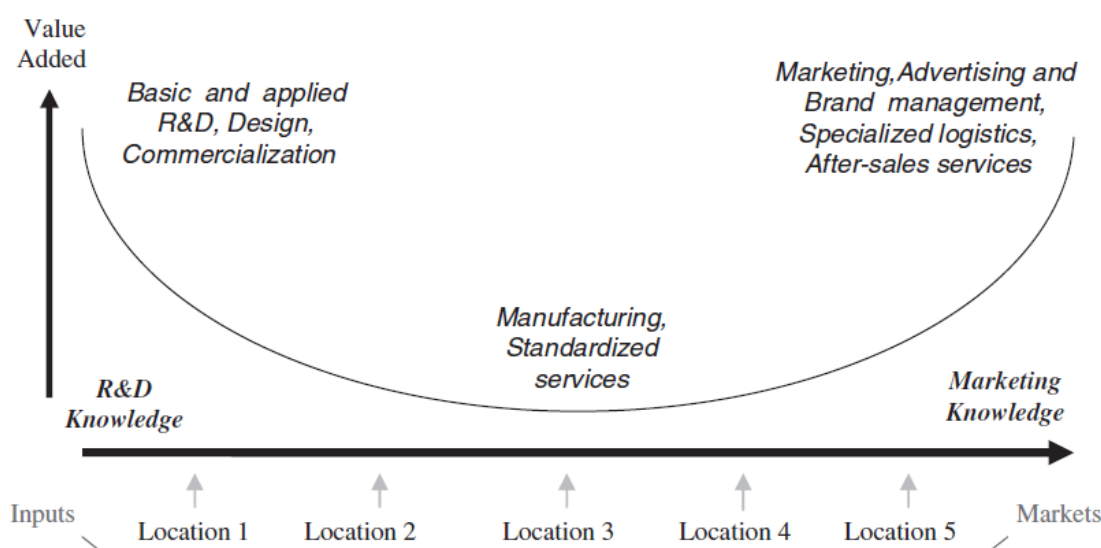 Value
Added
Basic and applied
R&D, Design,
Commercialization
Marketing, Advertising and
Brand management,
Specialized logistics,
After-sales services
Manufacturing,
Standardized
services
R&D
Knowledge
Marketing
Knowledge
Inputs
Location 1
Location 2
Location 3
Location 4
Location 5
Markets